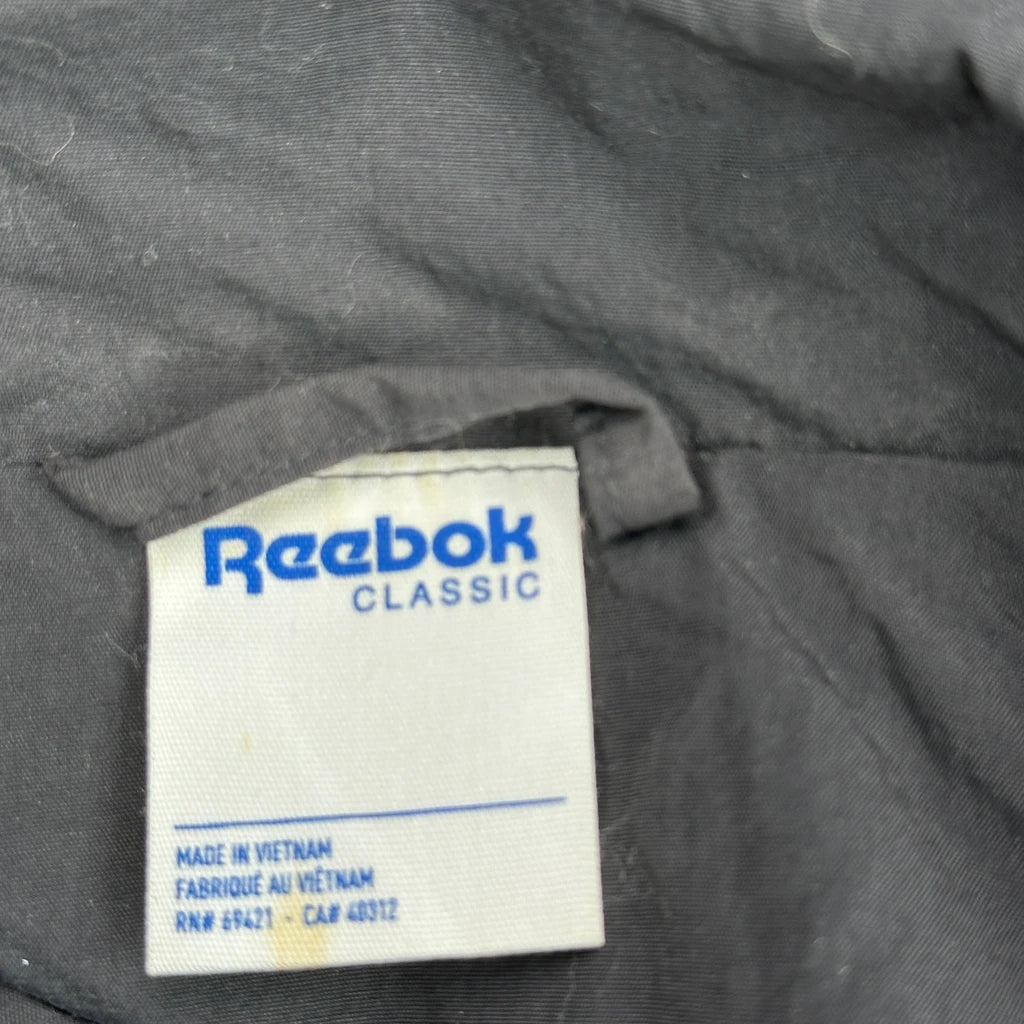 Reebok
CLASSIC
MADE IN VIETNAM
FABRIQUÉ AU VIÊTNAM
RN# 69421 - CA# 40312